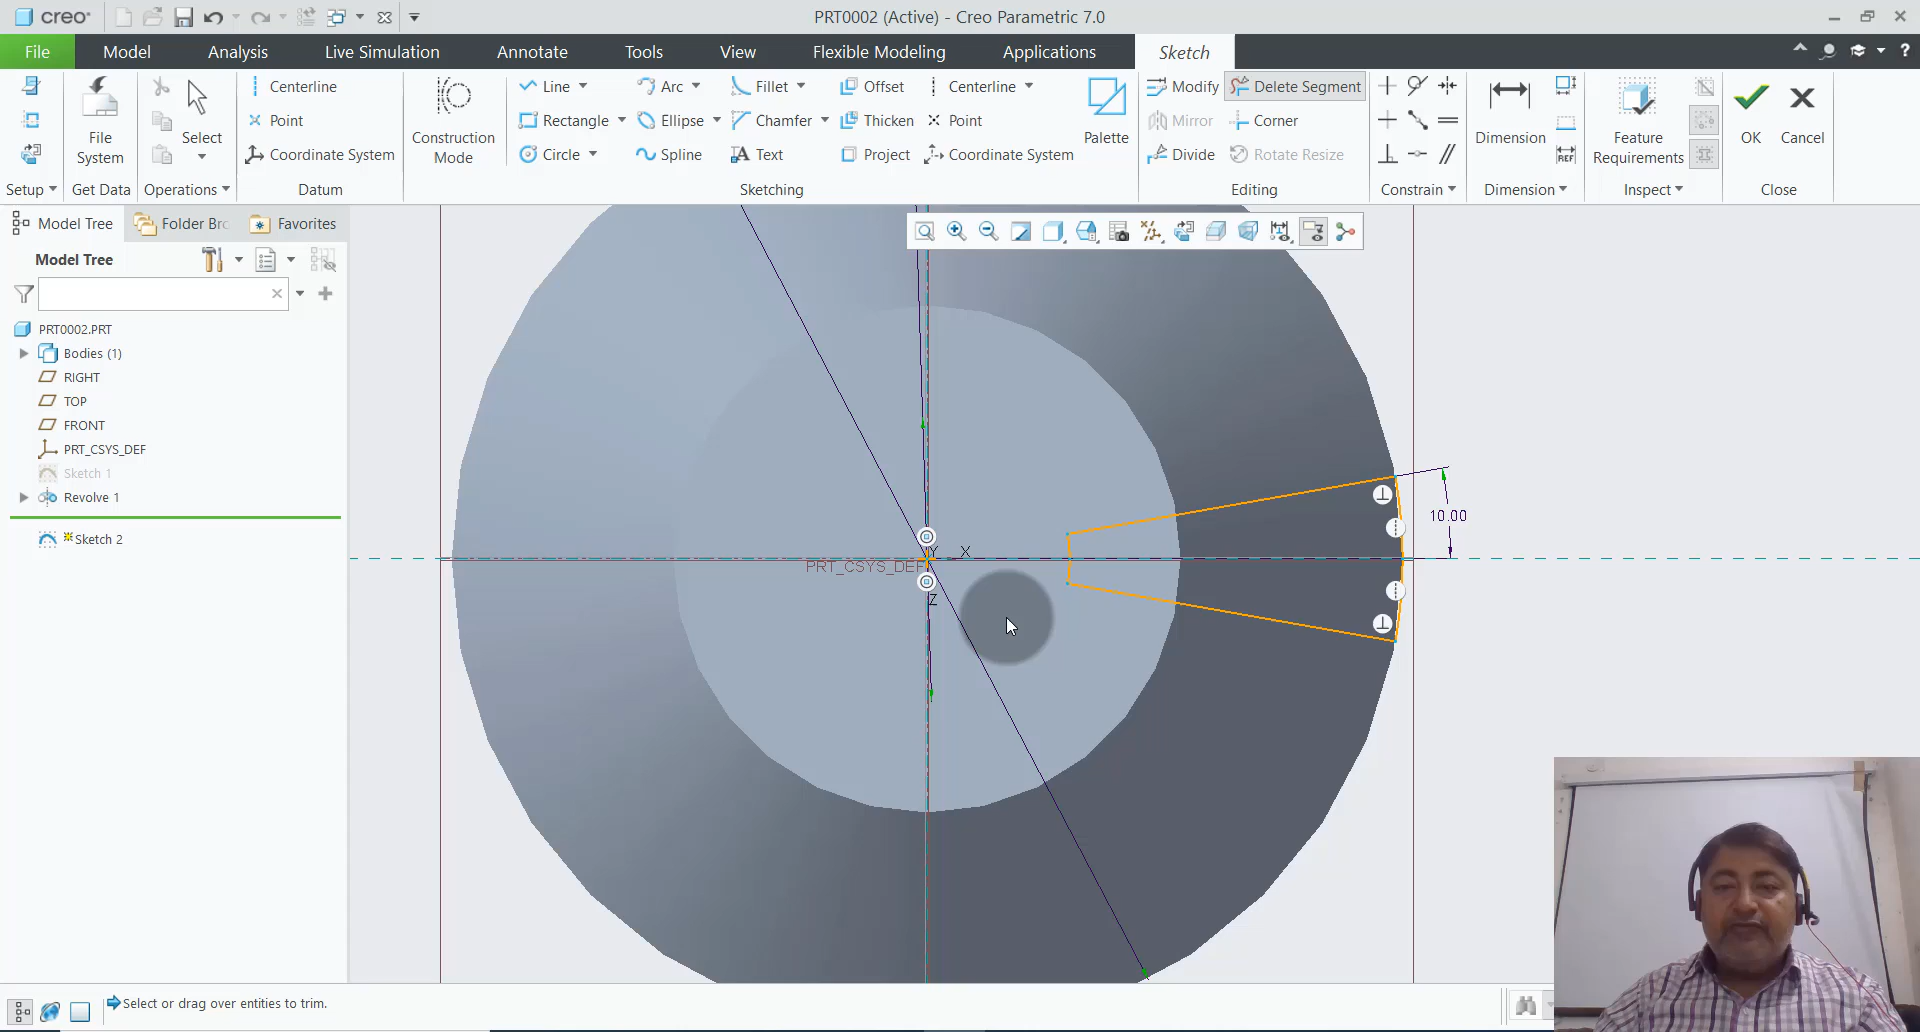 creo
PRT0002 (Active) - Creo Parametric 7.0
File
Model
Analysis
Live Simulation
Annotate
Tools
View
Flexible Modeling
Applications
Sketch
Centerline
Line
Arc
Fillet
Offset
Centerline
Modify
Delete Segment
Point
Rectangle
Ellipse
Chamfer
Thicken
Point
Mirror
Corner
File System
Select
Construction Mode
Palette
Dimension
Feature Requirements
OK
Cancel
Coordinate System
Circle
Spline
Text
Project
Coordinate System
Divide
Rotate Resize
REF
Setup
Get Data
Operations
Datum
Sketching
Editing
Constrain
Dimension
Inspect
Close
Model Tree
Folder Bro
Favorites
Model Tree
PRT0002.PRT
Bodies (1)
RIGHT
TOP
FRONT
PRT_CSYS_DEF
Sketch 1
Revolve 1
Sketch 2
10.00
Y
X
PRT_CSYS_DEF
Z
Select or drag over entities to trim.